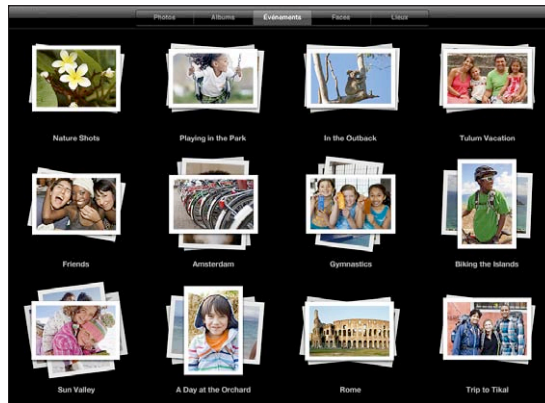 Photos Albums Événements Faces Lieux
Nature Shots Playing in the Park In the Outback Tulum Vacation
Friends Amsterdam Gymnastics Biking the Islands
Sun Valley A Day at the Orchard Rome Trip to Tikal